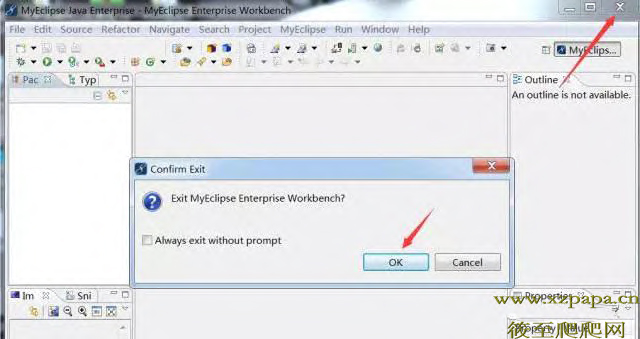 MyEclipse Java Enterprise - MyEclipse Enterprise Workbench
File Edit Source Refactor Navigate Search Project MyEclipse Run Window Help
MyEclips...
Pac Typ
Outline
An outline is not available.
Confirm Exit
Exit MyEclipse Enterprise Workbench?
Always exit without prompt
OK Cancel
Im Sni
Properties
www.xzpapa.cn
Property
爬爬网